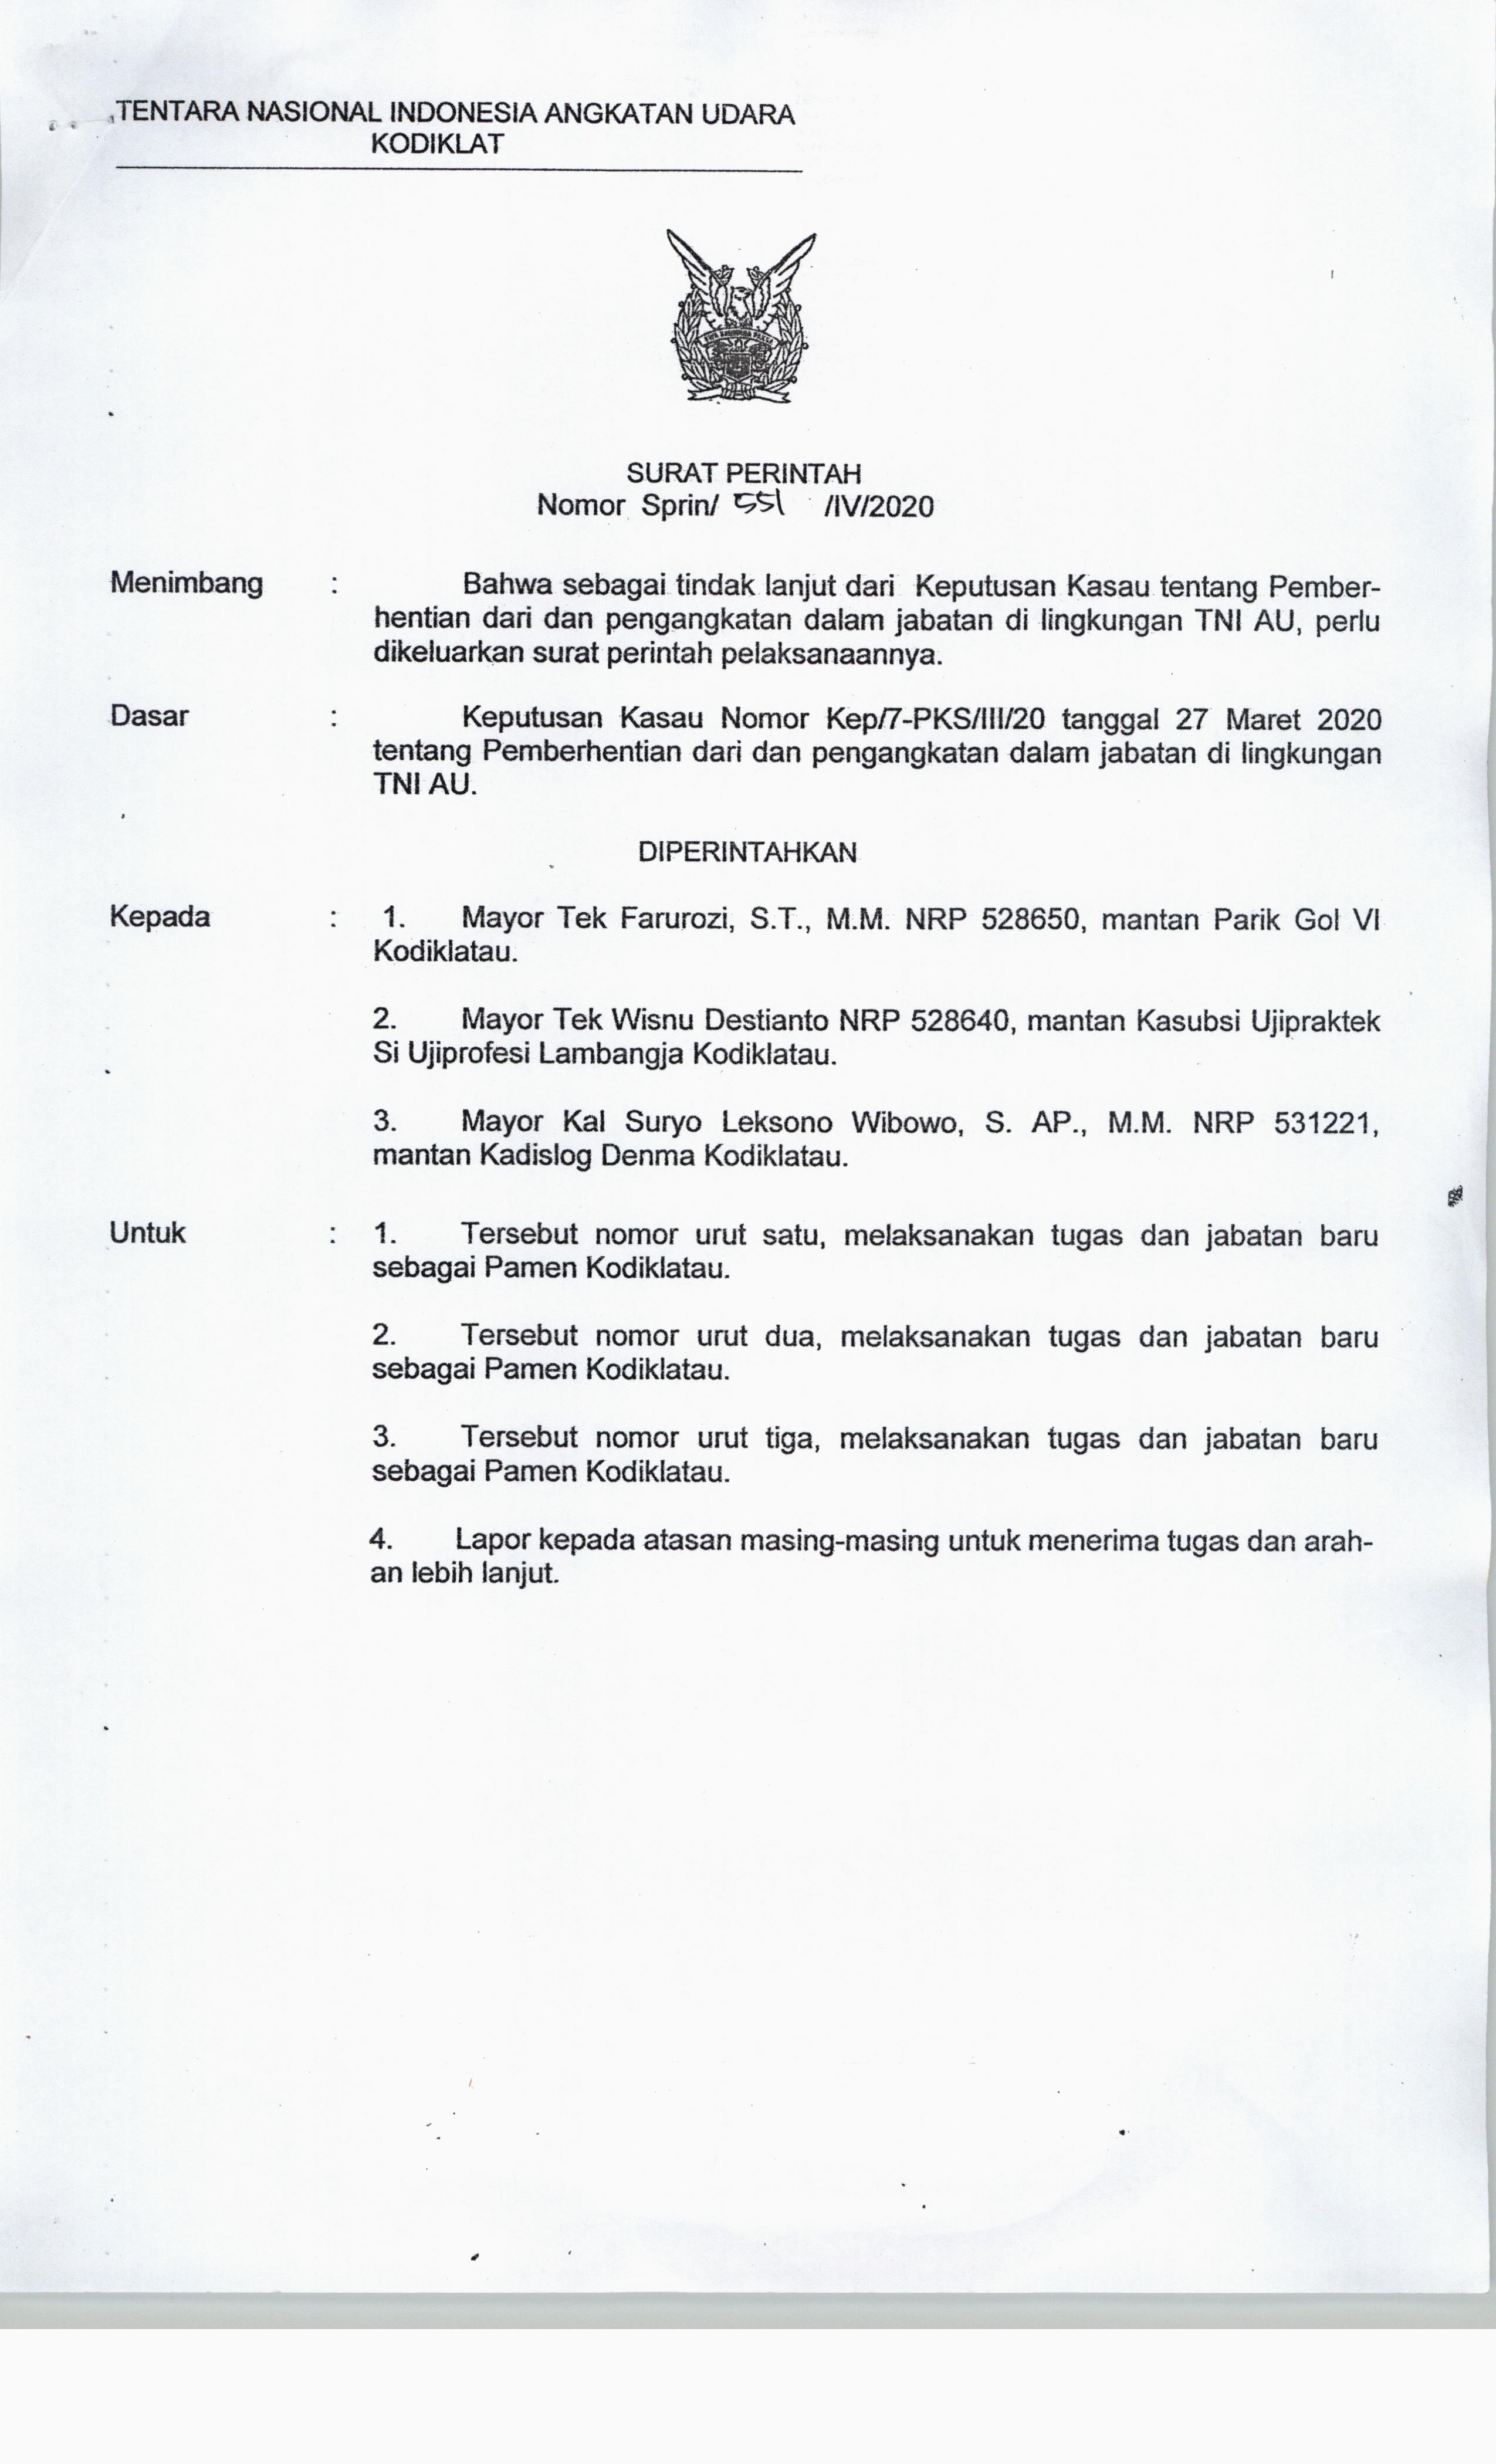 TENTARA NASIONAL INDONESIA ANGKATAN UDARA
KODIKLAT
SURAT PERINTAH
Nomor Sprin/ 551 /IV/2020
Menimbang : Bahwa sebagai tindak lanjut dari Keputusan Kasau tentang Pember-
hentian dari dan pengangkatan dalam jabatan di lingkungan TNI AU, perlu
dikeluarkan surat perintah pelaksanaannya.
Dasar : Keputusan Kasau Nomor Kep/7-PKS/III/20 tanggal 27 Maret 2020
tentang Pemberhentian dari dan pengangkatan dalam jabatan di lingkungan
TNI AU.
DIPERINTAHKAN
Kepada : 1. Mayor Tek Farurozi, S.T., M.M. NRP 528650, mantan Parik Gol VI
Kodiklatau.
2. Mayor Tek Wisnu Destianto NRP 528640, mantan Kasubsi Ujipraktek
Si Ujiprofesi Lambangja Kodiklatau.
3. Mayor Kal Suryo Leksono Wibowo, S. AP., M.M. NRP 531221,
mantan Kadislog Denma Kodiklatau.
Untuk : 1. Tersebut nomor urut satu, melaksanakan tugas dan jabatan baru
sebagai Pamen Kodiklatau.
2. Tersebut nomor urut dua, melaksanakan tugas dan jabatan baru
sebagai Pamen Kodiklatau.
3. Tersebut nomor urut tiga, melaksanakan tugas dan jabatan baru
sebagai Pamen Kodiklatau.
4. Lapor kepada atasan masing-masing untuk menerima tugas dan arah-
an lebih lanjut.